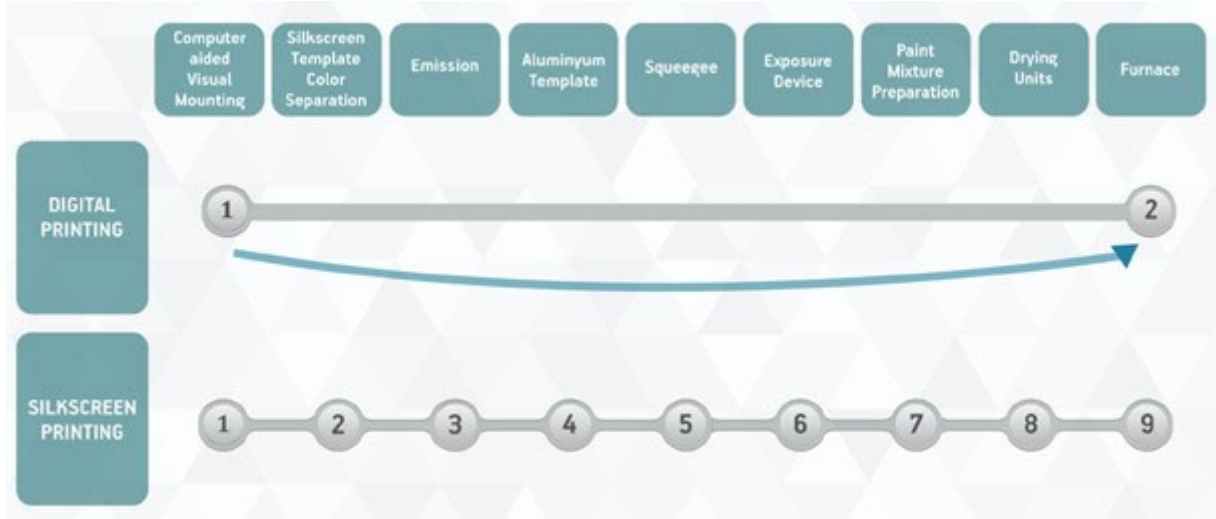 Computer
aided
Visual
Mounting
Silkscreen
Template
Color
Separation
Emission
Aluminyum
Template
Squeegee
Exposure
Device
Paint
Mixture
Preparation
Drying
Units
Furnace
DIGITAL
PRINTING
1
2
SILKSCREEN
PRINTING
1
2
3
4
5
6
7
8
9